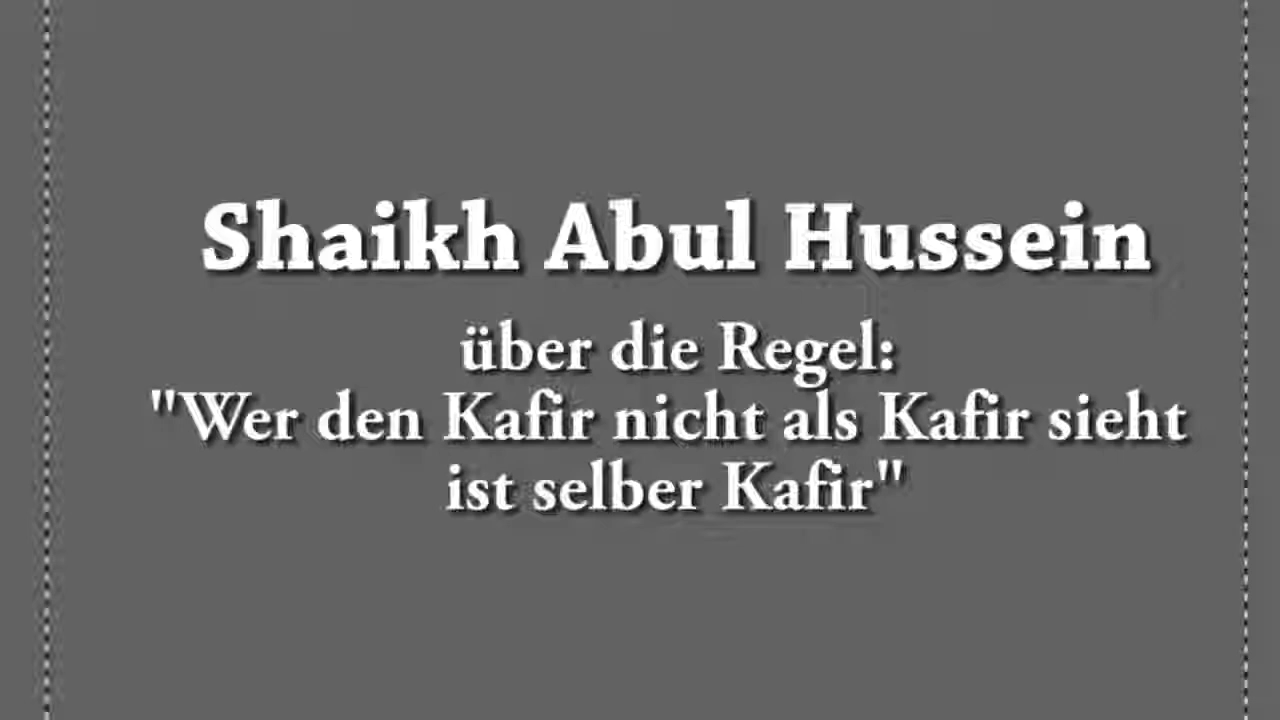 Shaikh Abul Hussein
über die Regel:
"Wer den Kafir nicht als Kafir sieht
ist selber Kafir"